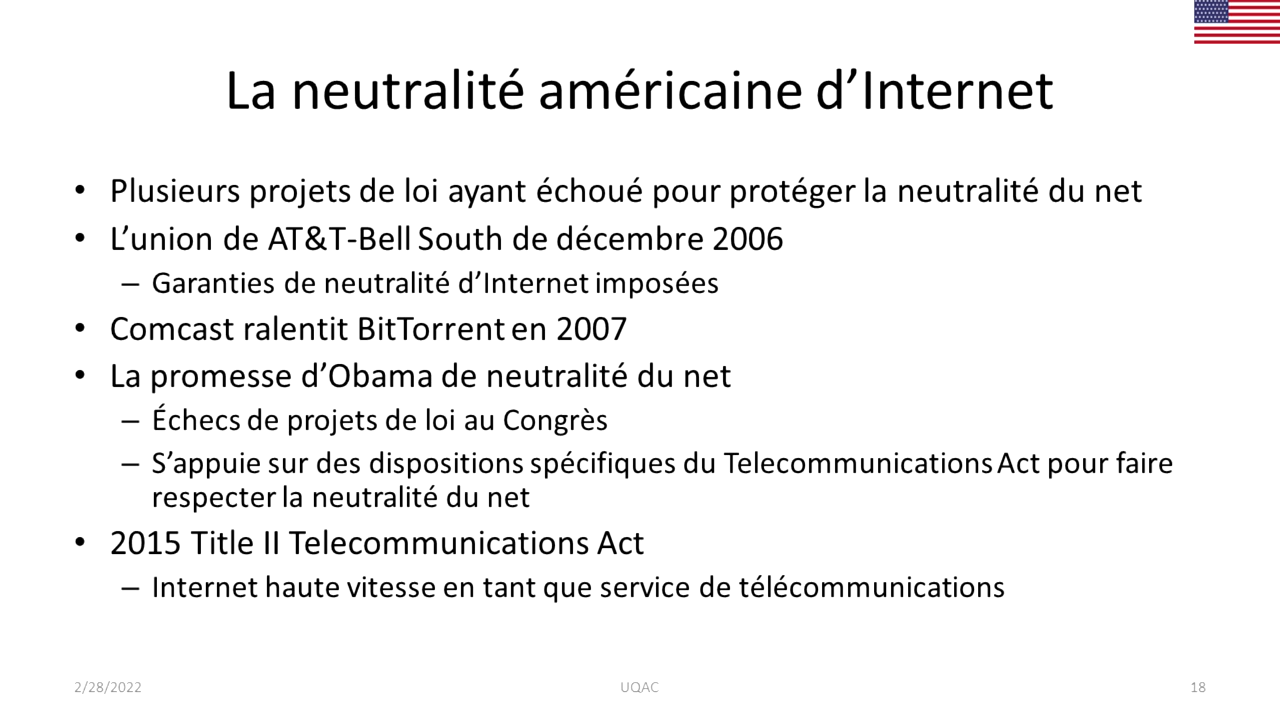 La neutralité américaine d’Internet
• Plusieurs projets de loi ayant échoué pour protéger la neutralité du net
• L’union de AT&T-Bell South de décembre 2006
– Garanties de neutralité d’Internet imposées
• Comcast ralentit BitTorrent en 2007
• La promesse d’Obama de neutralité du net
– Échecs de projets de loi au Congrès
– S’appuie sur des dispositions spécifiques du Telecommunications Act pour faire
respecter la neutralité du net
• 2015 Title II Telecommunications Act
– Internet haute vitesse en tant que service de télécommunications
2/28/2022
UQAC
18